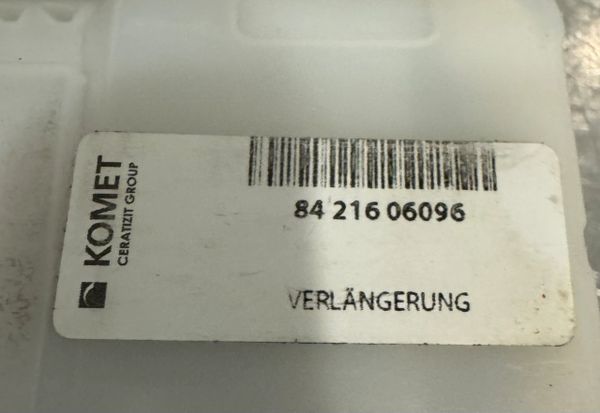 KOMET
CERATIZIT GROUP
84 216 06096
VERLÄNGERUNG